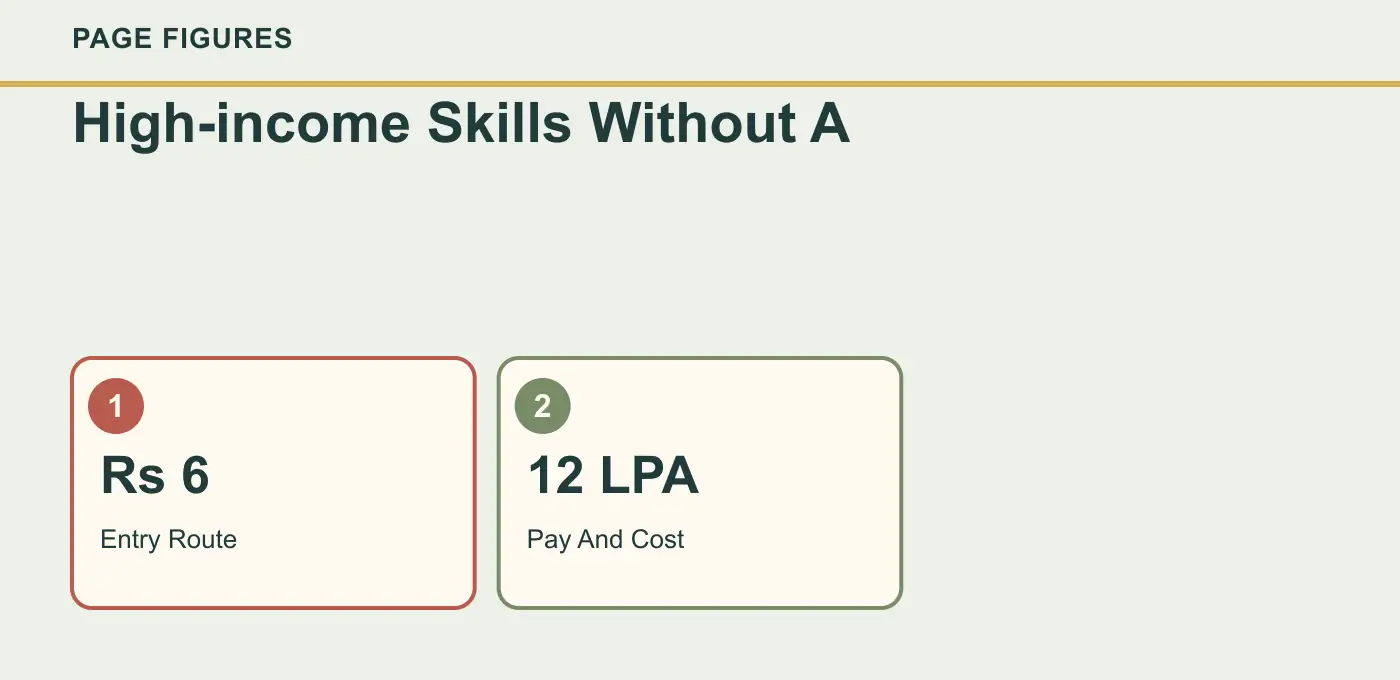 PAGE FIGURES
High-income Skills Without A
1
Rs 6
Entry Route
2
12 LPA
Pay And Cost